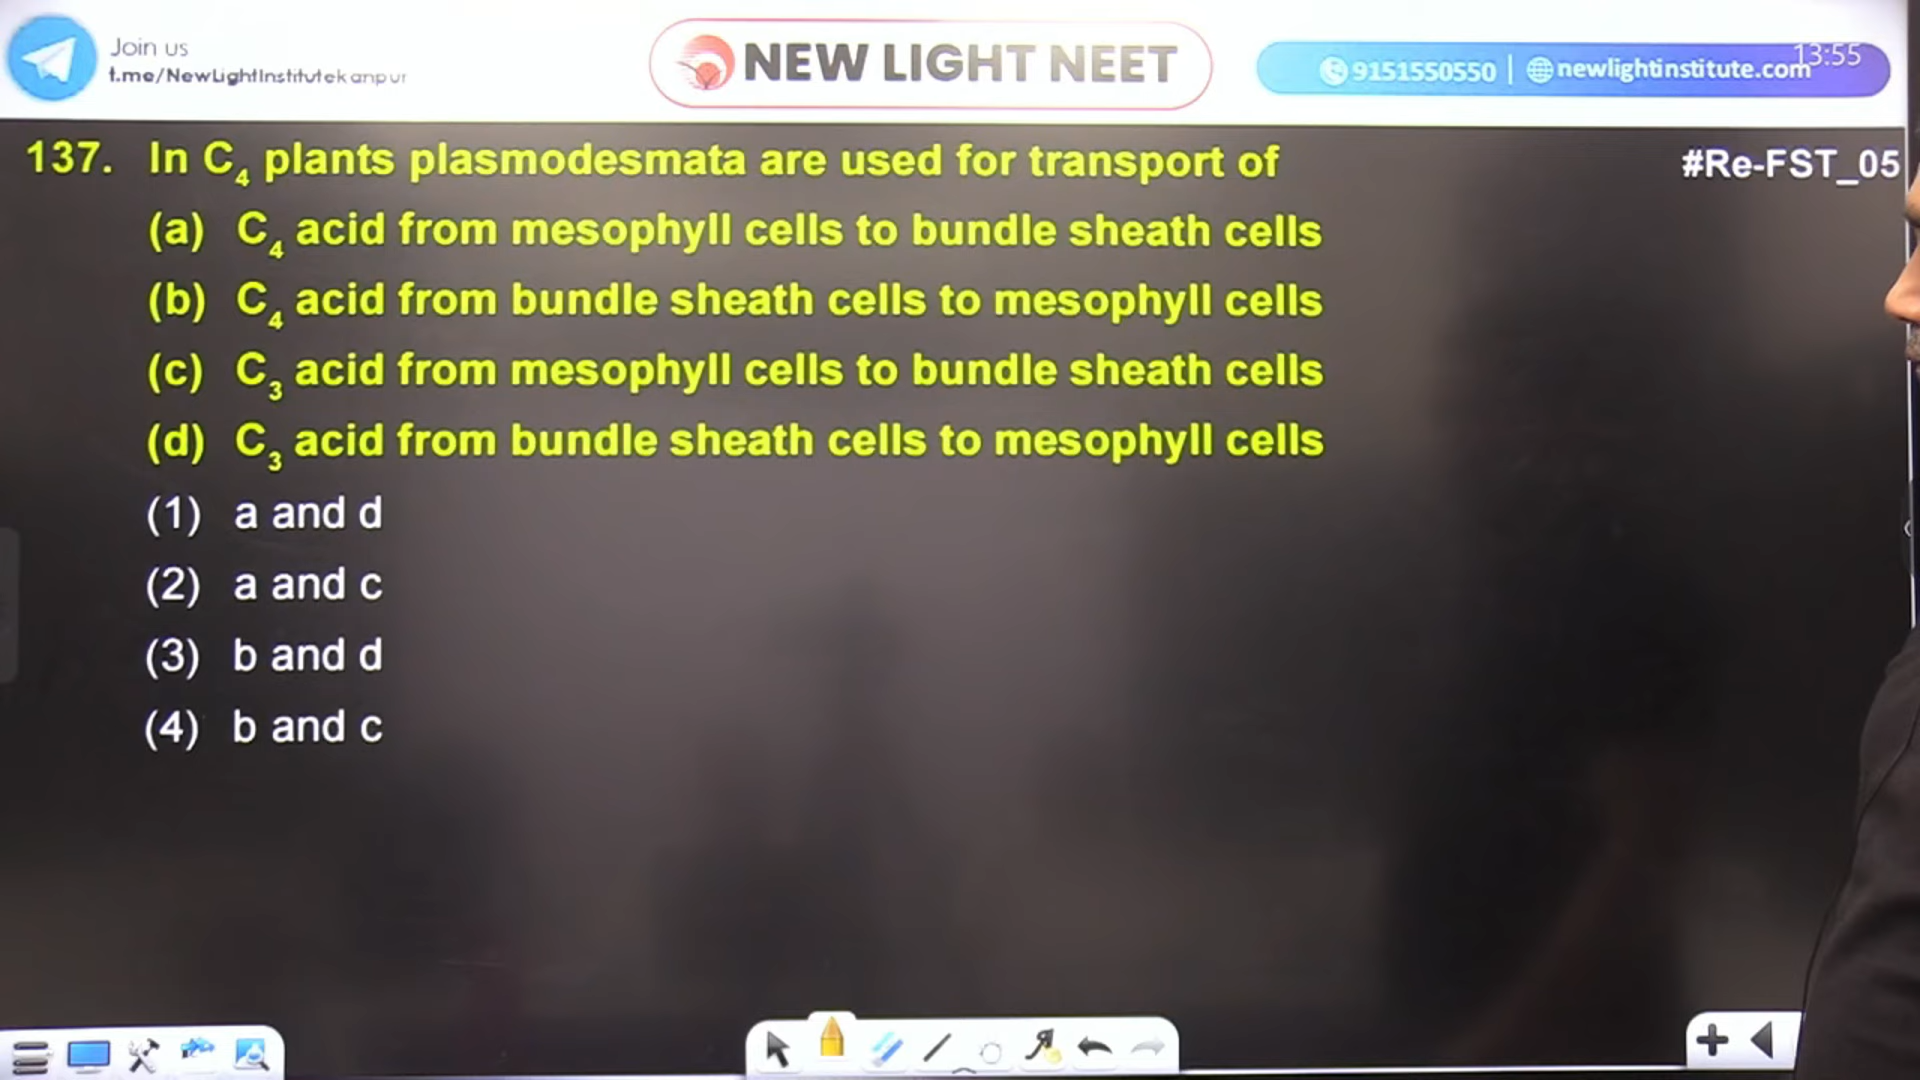 Join us
t.me/NewLightInstitutekanpur
NEW LIGHT NEET
9151550550 | newlightinstitute.com
13:55
137. In C₄ plants plasmodesmata are used for transport of
#Re-FST_05
(a) C₄ acid from mesophyll cells to bundle sheath cells
(b) C₄ acid from bundle sheath cells to mesophyll cells
(c) C₃ acid from mesophyll cells to bundle sheath cells
(d) C₃ acid from bundle sheath cells to mesophyll cells
(1) a and d
(2) a and c
(3) b and d
(4) b and c